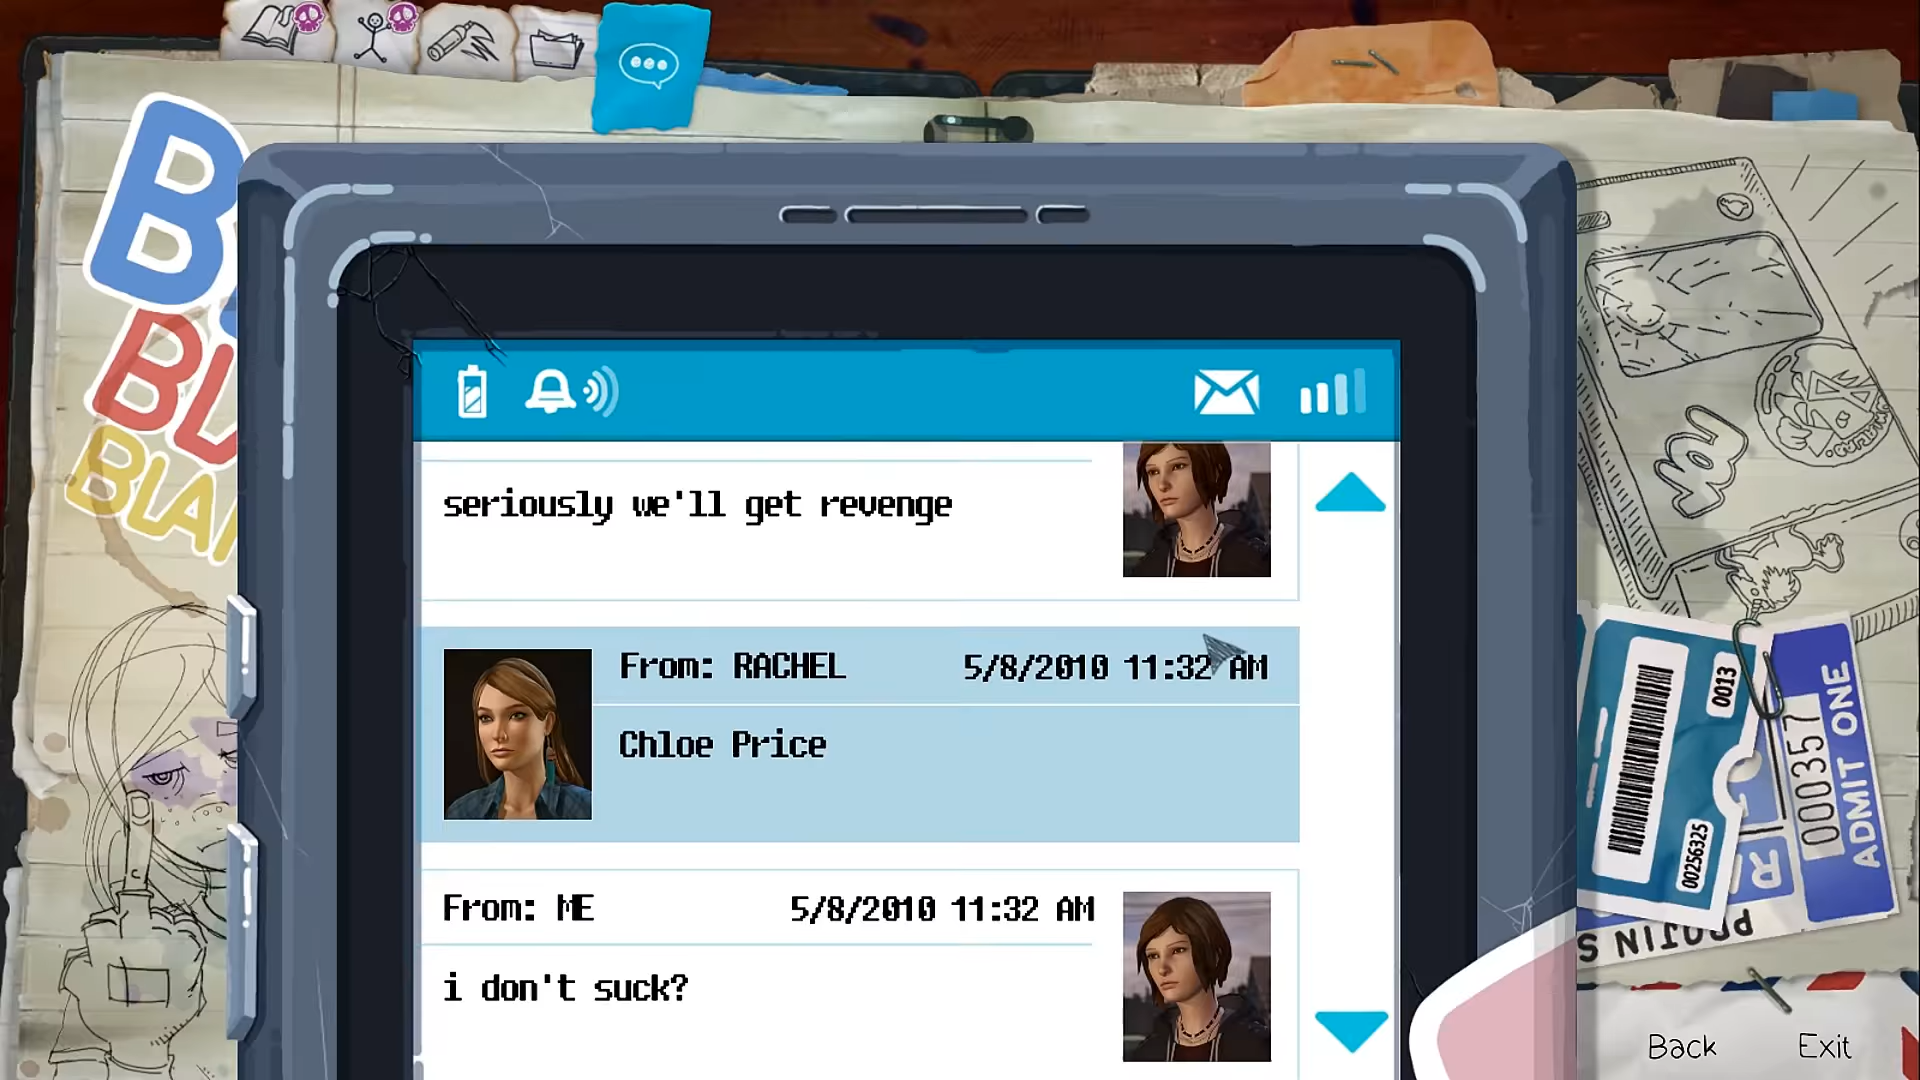 seriously we'll get revenge
From: RACHEL 5/8/2010 11:32 AM
Chloe Price
From: ME 5/8/2010 11:32 AM
i don't suck?
0013
00256325
000357
ADMIT ONE
Back
Exit